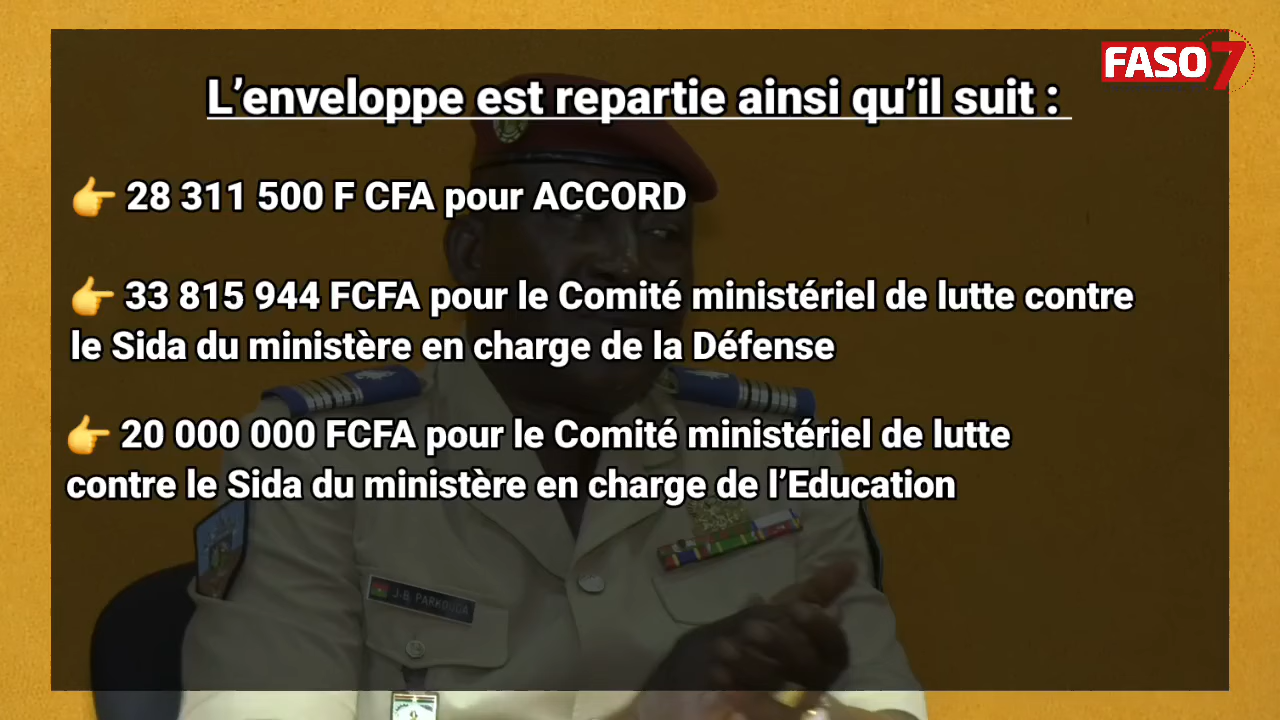 FASO7
L’enveloppe est repartie ainsi qu’il suit :
👉 28 311 500 F CFA pour ACCORD
👉 33 815 944 FCFA pour le Comité ministériel de lutte contre
le Sida du ministère en charge de la Défense
👉 20 000 000 FCFA pour le Comité ministériel de lutte
contre le Sida du ministère en charge de l’Education
J-B PARKOUDA